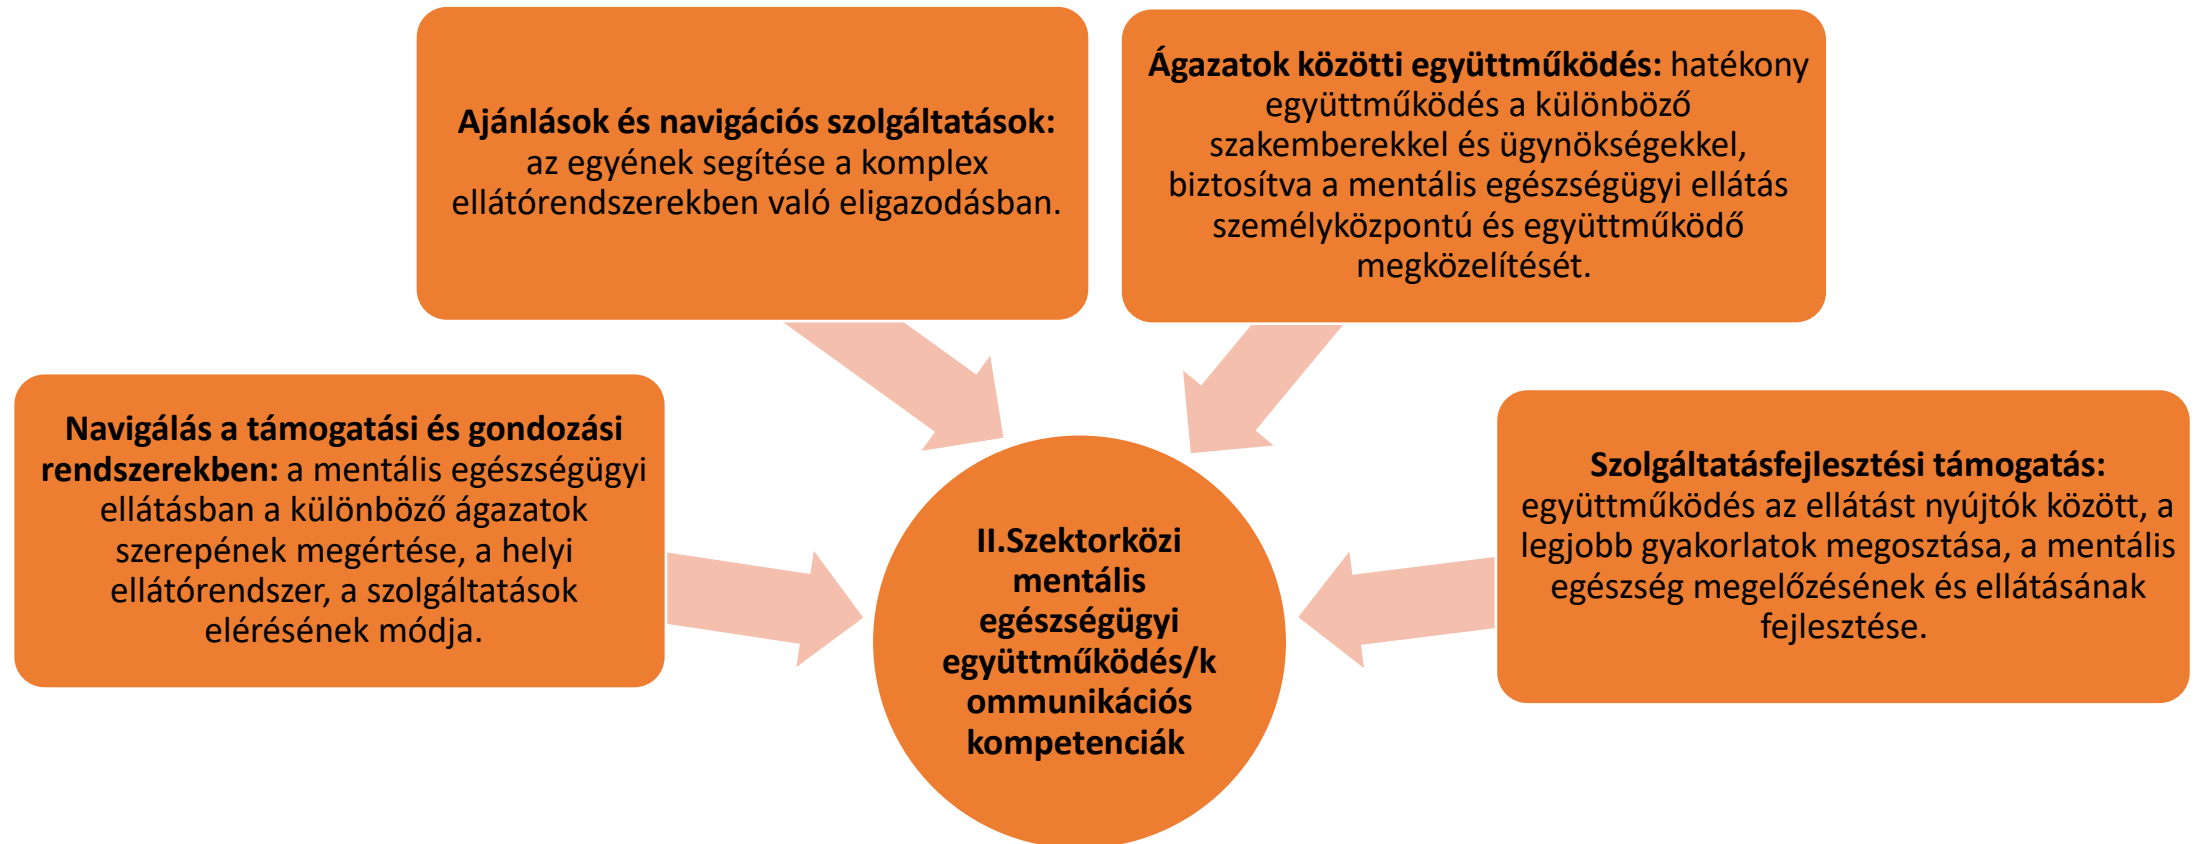 Ajánlások és navigációs szolgáltatások:
az egyének segítése a komplex
ellátórendszerekben való eligazodásban.
Ágazatok közötti együttműködés: hatékony
együttműködés a különböző
szakemberekkel és ügynökségekkel,
biztosítva a mentális egészségügyi ellátás
személyközpontú és együttműködő
megközelítését.
Navigálás a támogatási és gondozási
rendszerekben: a mentális egészségügyi
ellátásban a különböző ágazatok
szerepének megértése, a helyi
ellátórendszer, a szolgáltatások
elérésének módja.
Szolgáltatásfejlesztési támogatás:
együttműködés az ellátást nyújtók között, a
legjobb gyakorlatok megosztása, a mentális
egészség megelőzésének és ellátásának
fejlesztése.
II.Szektorközi
mentális
egészségügyi
együttműködés/k
ommunikációs
kompetenciák